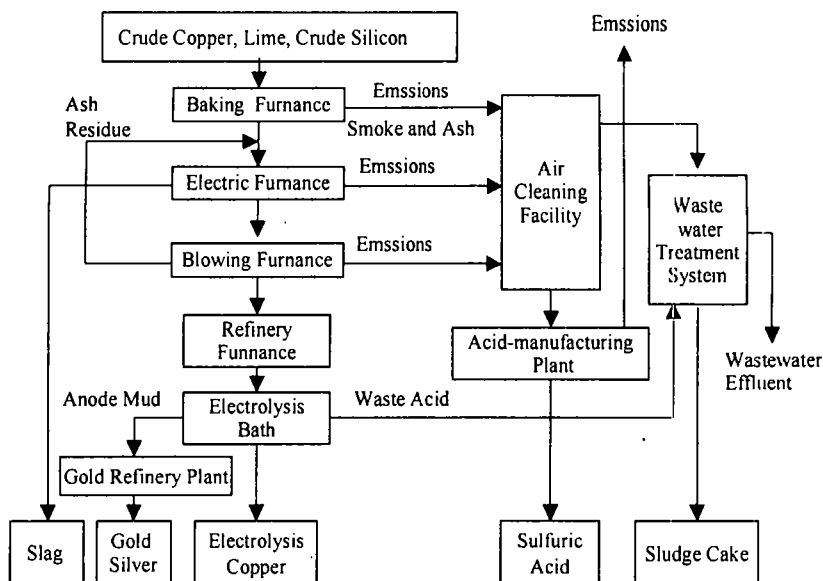 Crude Copper, Lime, Crude Silicon
Emssions
Ash
Residue
Baking Furnance
Emssions
Smoke and Ash
Electric Furnance
Emssions
Air
Cleaning
Facility
Waste
water
Treatment
System
Blowing Furnance
Emssions
Refinery
Funnance
Acid-manufacturing
Plant
Wastewater
Effluent
Anode Mud
Electrolysis
Bath
Waste Acid
Gold Refinery Plant
Slag
Gold
Silver
Electrolysis
Copper
Sulfuric
Acid
Sludge Cake